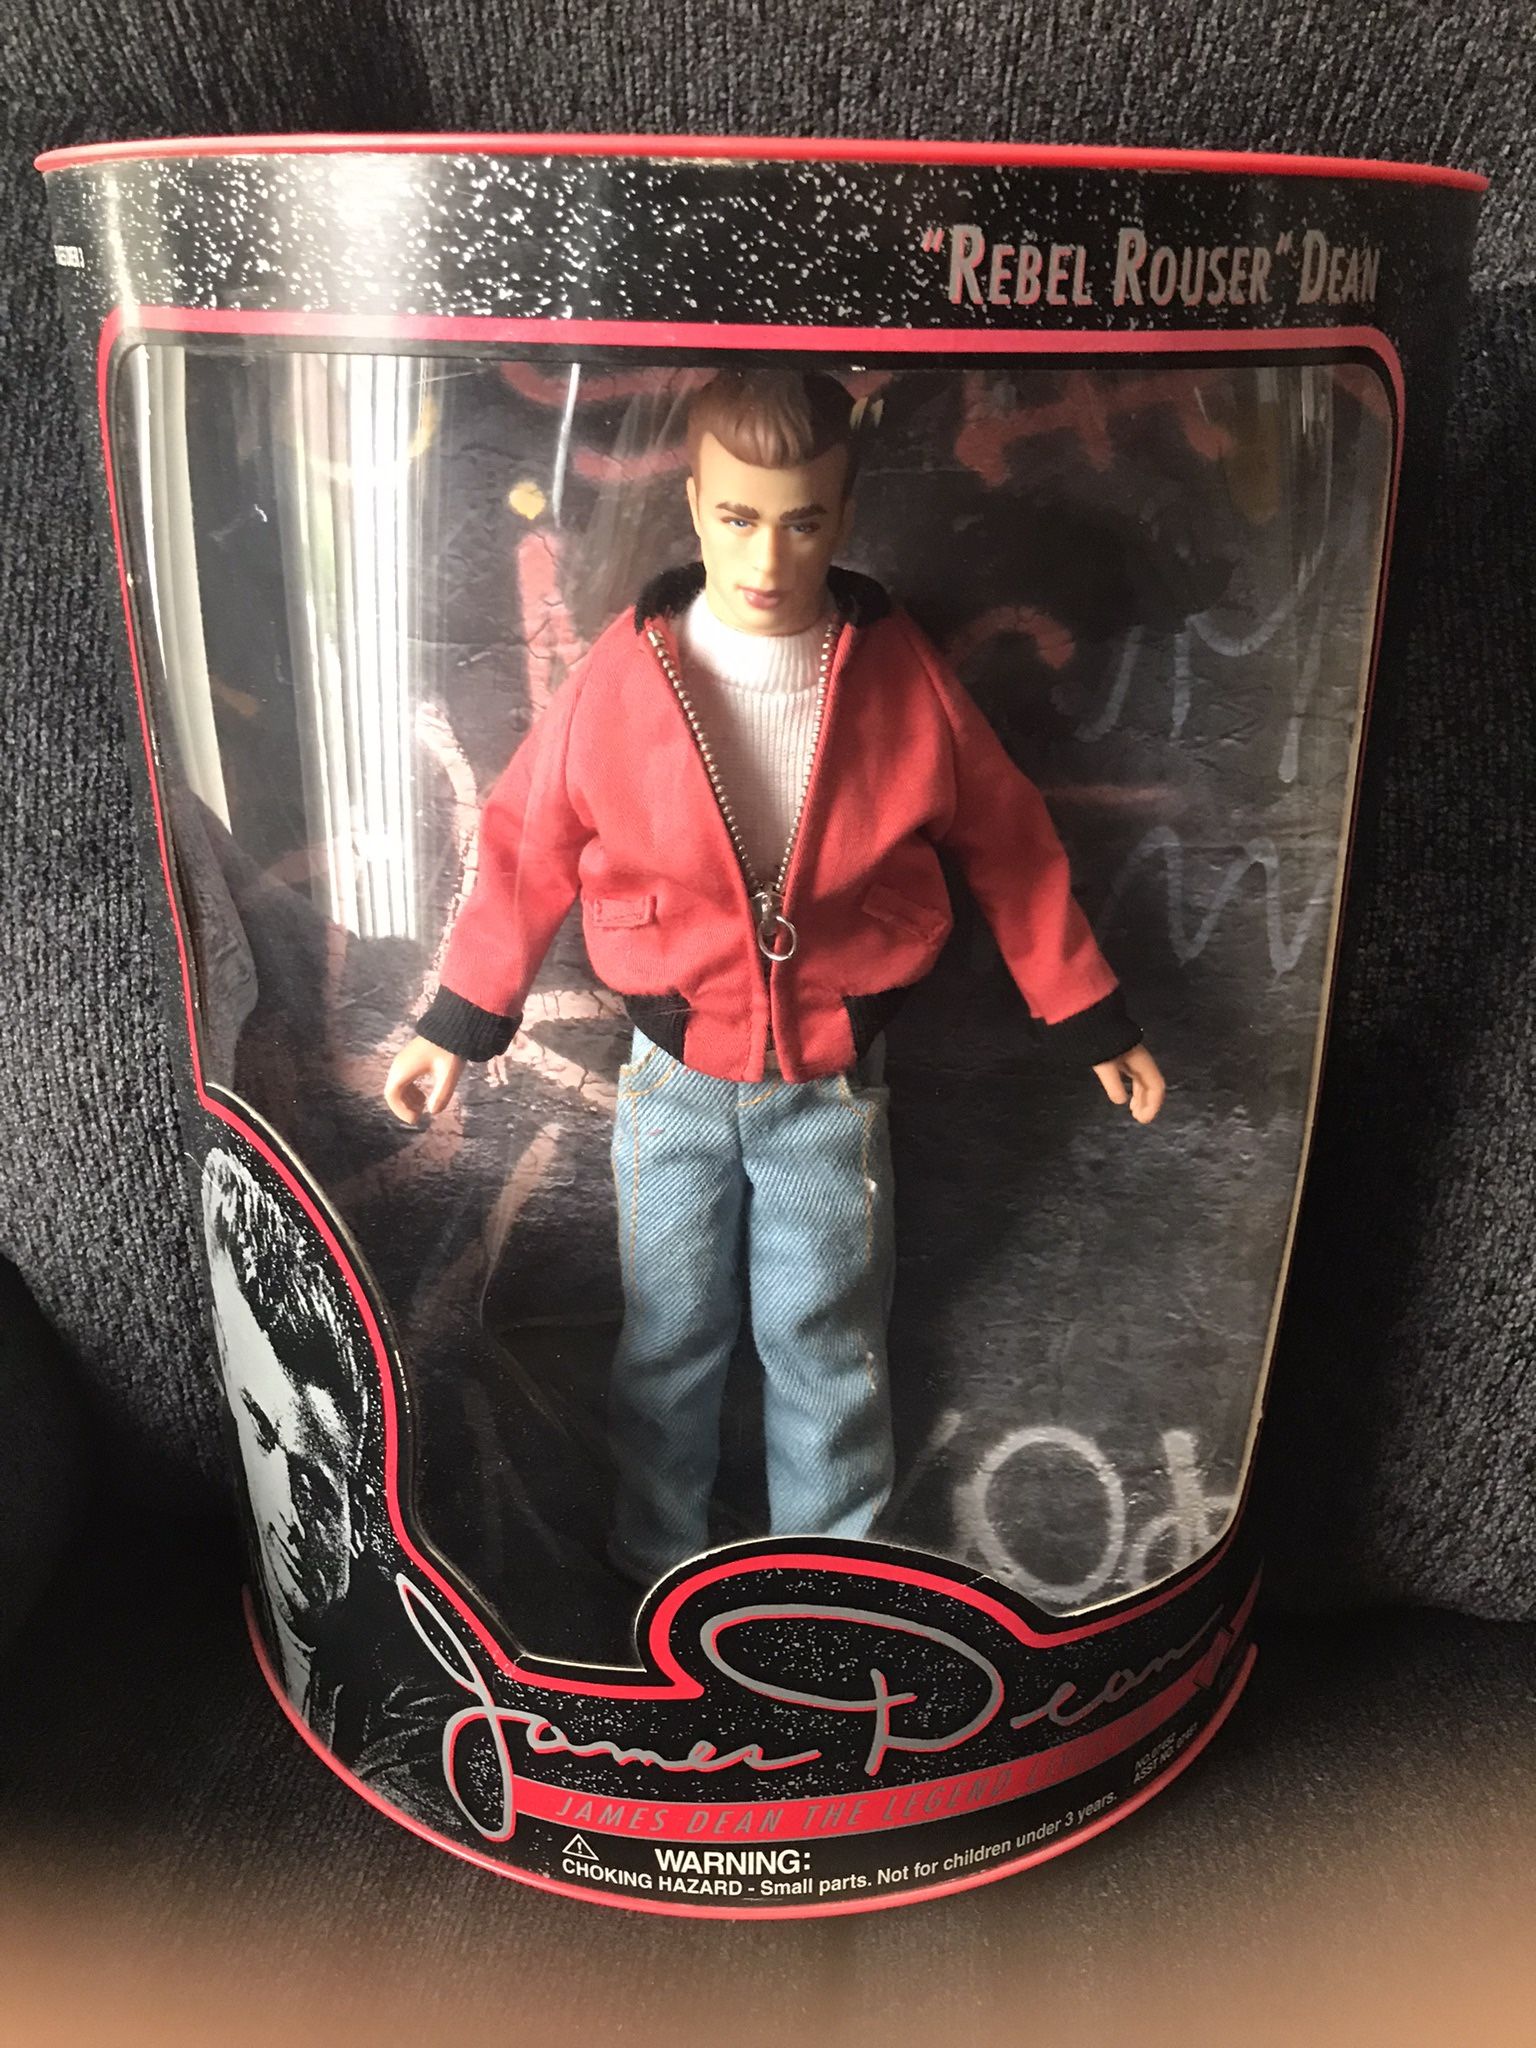 "REBEL ROUSER" DEAN
James Dean
JAMES DEAN THE LEGEND
WARNING:
CHOKING HAZARD - Small parts. Not for children under 3 years.